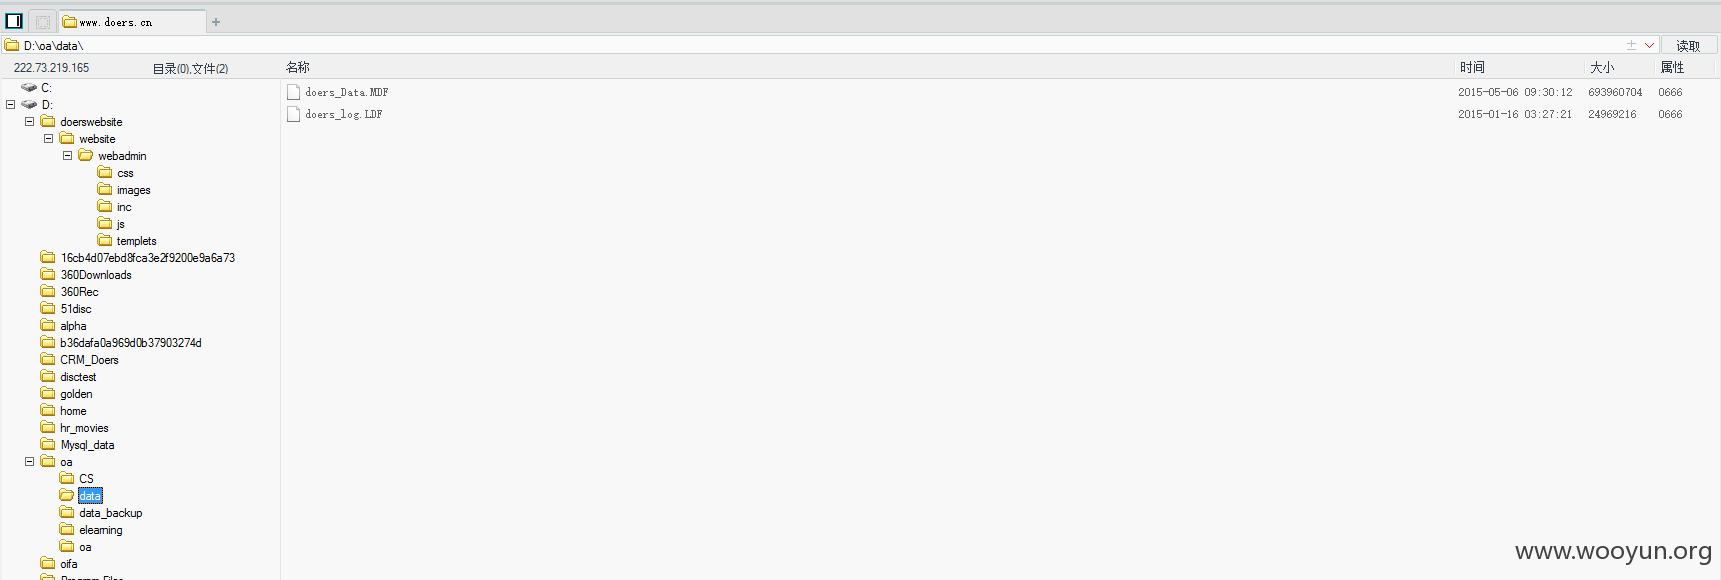 www.doers.cn
D:\oa\data\
读取
222.73.219.165 目录(0),文件(2) 名称 时间 大小 属性
C:
D:
doerswebsite
website
webadmin
css
images
inc
js
templets
16cb4d07ebd8fca3e2f9200e9a6a73
360Downloads
360Rec
51disc
alpha
b36dafa0a969d0b37903274d
CRM_Doers
disctest
golden
home
hr_movies
Mysql_data
oa
CS
data
data_backup
elearning
oa
oifa
Program Files
doers_Data.MDF 2015-05-06 09:30:12 693960704 0666
doers_log.LDF 2015-01-16 03:27:21 24969216 0666
www.wooyun.org